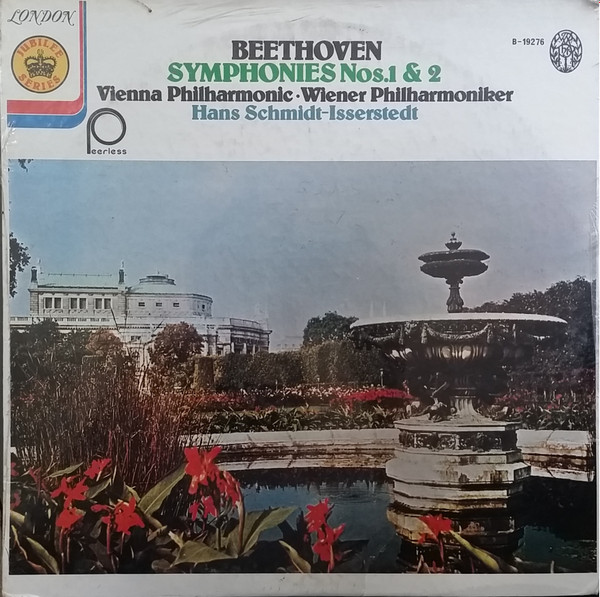 LONDON
JUBILEE
SERIES
BEETHOVEN
SYMPHONIES Nos.1 & 2
Vienna Philharmonic · Wiener Philharmoniker
Hans Schmidt-Isserstedt
B-19276
Peerless